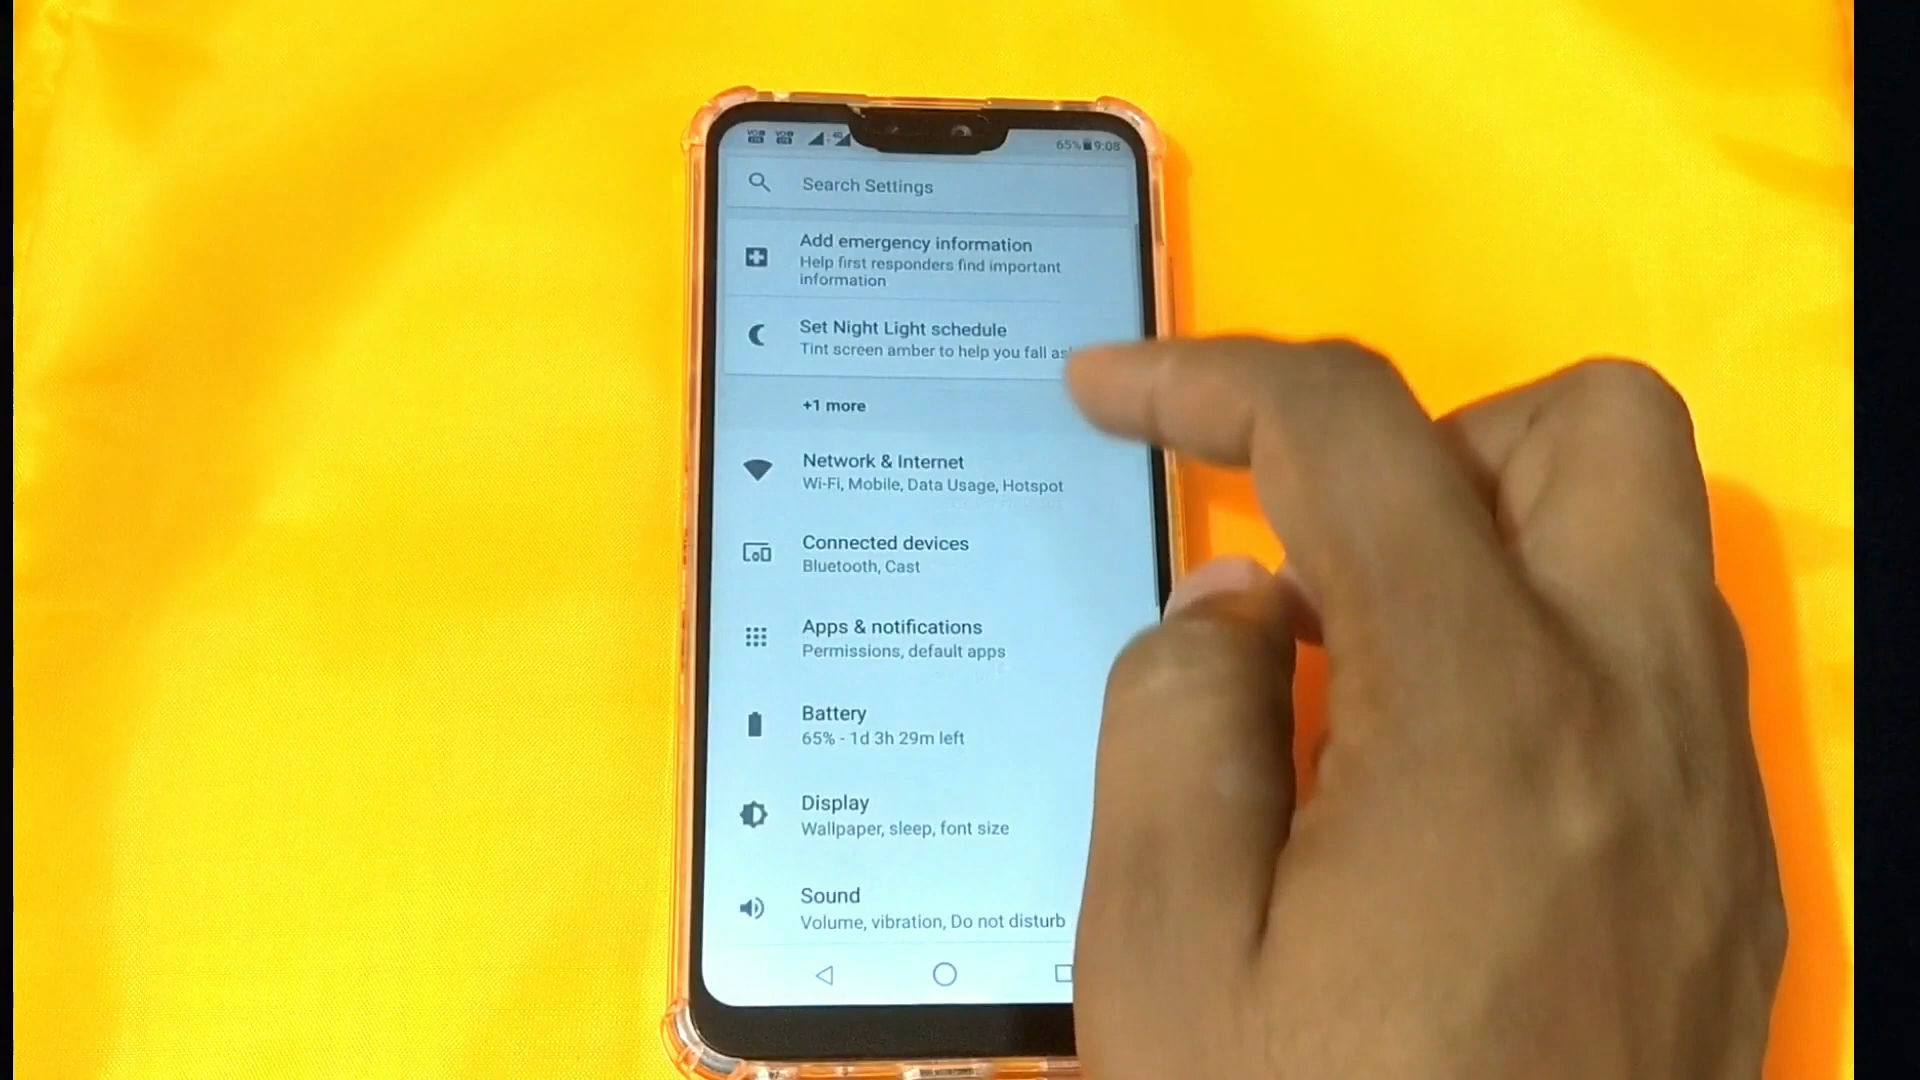 65% 9:08
Search Settings
Add emergency information
Help first responders find important
information
Set Night Light schedule
Tint screen amber to help you fall
+1 more
Network & Internet
Wi-Fi, Mobile, Data Usage, Hotspot
Connected devices
Bluetooth, Cast
Apps & notifications
Permissions, default apps
Battery
65% - 1d 3h 29m left
Display
Wallpaper, sleep, font size
Sound
Volume, vibration, Do not disturb